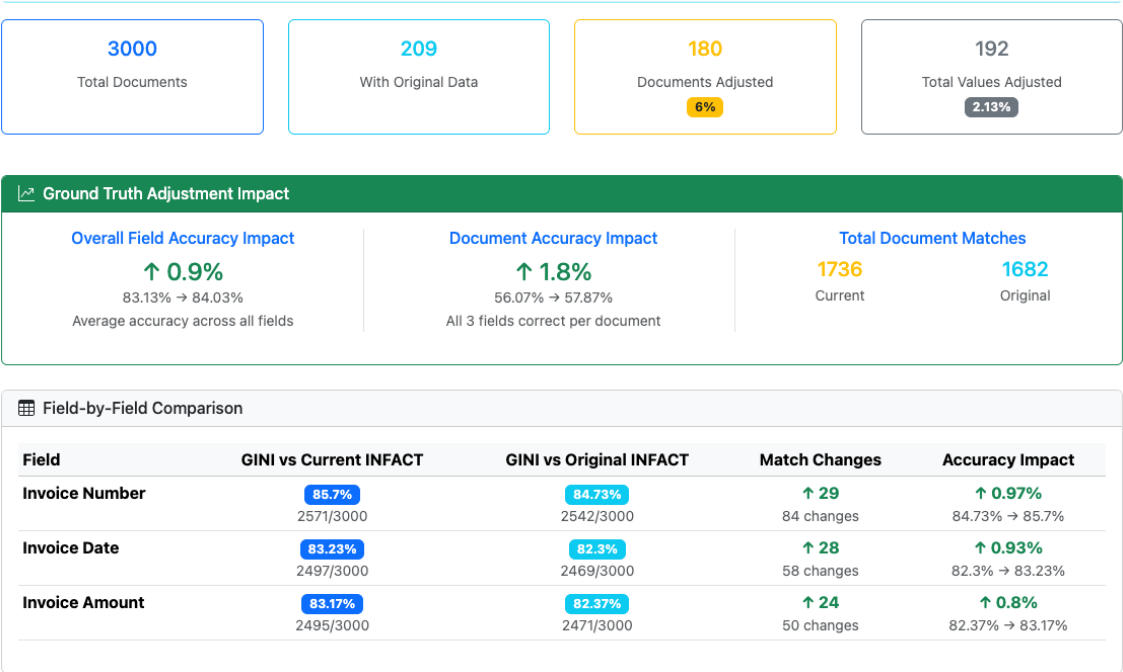 3000
Total Documents
209
With Original Data
180
Documents Adjusted
6%
192
Total Values Adjusted
2.13%
Ground Truth Adjustment Impact
Overall Field Accuracy Impact
↑ 0.9%
83.13% → 84.03%
Average accuracy across all fields
Document Accuracy Impact
↑ 1.8%
56.07% → 57.87%
All 3 fields correct per document
Total Document Matches
1736
Current
1682
Original
Field-by-Field Comparison
Field GINI vs Current INFACT GINI vs Original INFACT Match Changes Accuracy Impact
Invoice Number 85.7% 84.73% ↑ 29 ↑ 0.97%
2571/3000 2542/3000 84 changes 84.73% → 85.7%
Invoice Date 83.23% 82.3% ↑ 28 ↑ 0.93%
2497/3000 2469/3000 58 changes 82.3% → 83.23%
Invoice Amount 83.17% 82.37% ↑ 24 ↑ 0.8%
2495/3000 2471/3000 50 changes 82.37% → 83.17%